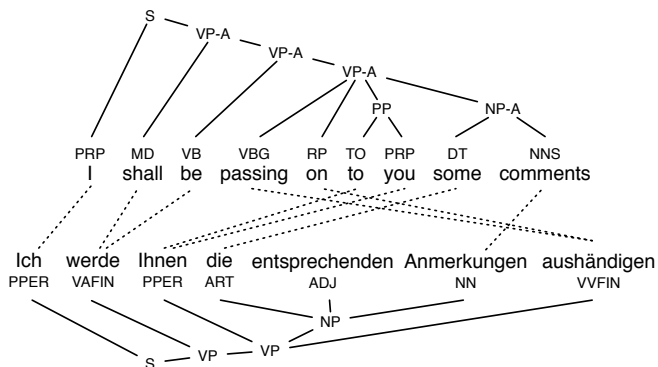 S
VP-A
VP-A
VP-A
PP
NP-A
PRP MD VB VBG RP TO PRP DT NNS
I shall be passing on to you some comments
Ich werde Ihnen die entsprechenden Anmerkungen aushändigen
PPER VAFIN PPER ART ADJ NN VVFIN
NP
VP
VP
S